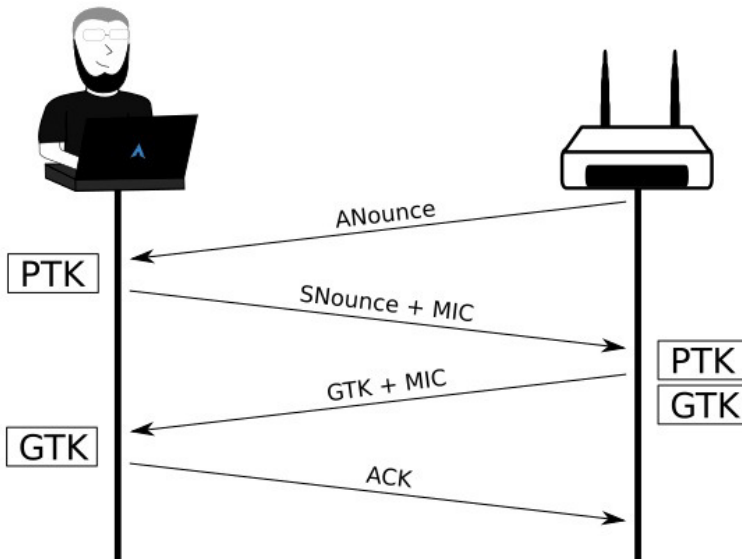 ANounce
PTK
SNounce + MIC
PTK
GTK + MIC
GTK
GTK
ACK